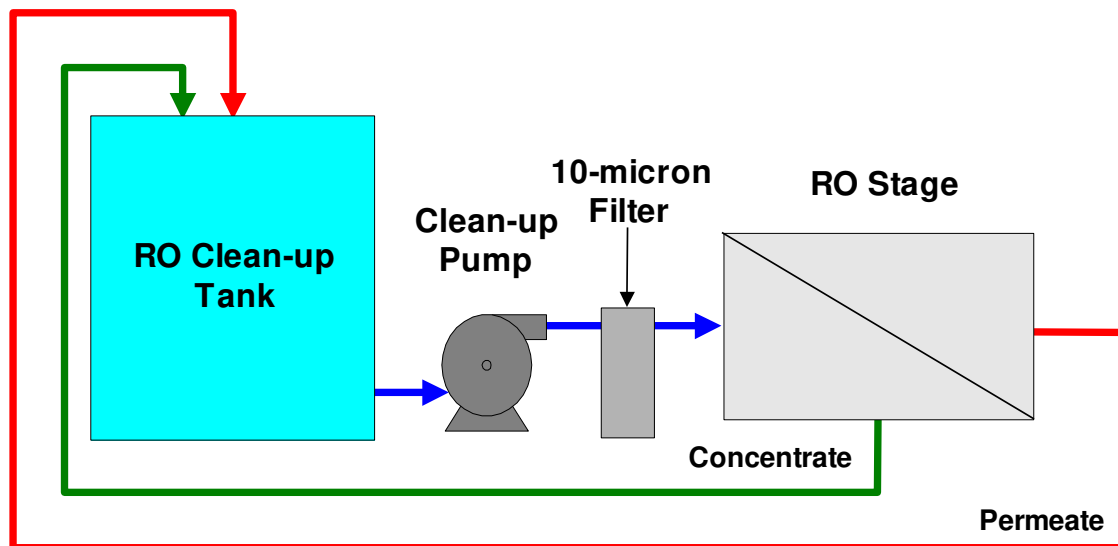 RO Clean-up
Tank
Clean-up
Pump
10-micron
Filter
RO Stage
Concentrate
Permeate